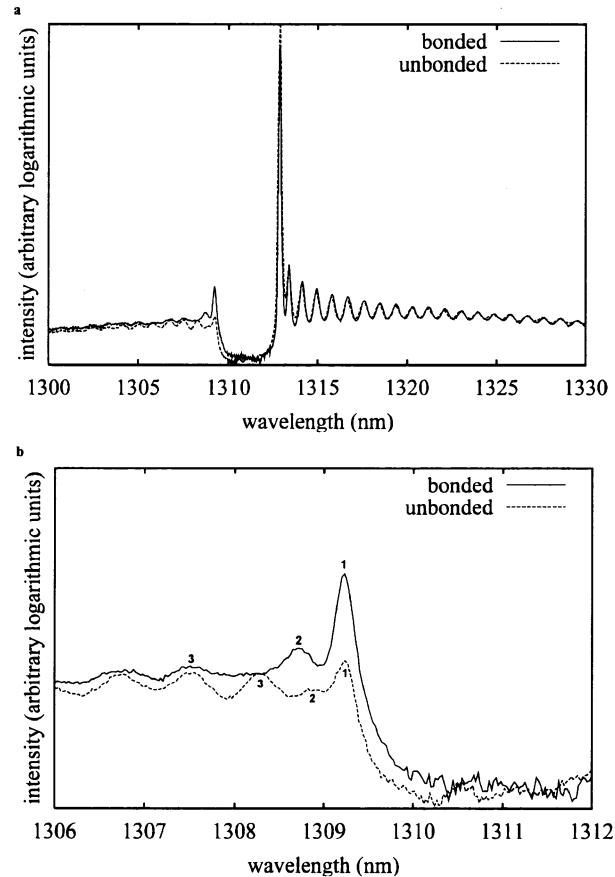 a
bonded
unbonded
intensity (arbitrary logarithmic units)
1300 1305 1310 1315 1320 1325 1330
wavelength (nm)
b
bonded
unbonded
intensity (arbitrary logarithmic units)
1
2
3
3
2
1
1306 1307 1308 1309 1310 1311 1312
wavelength (nm)